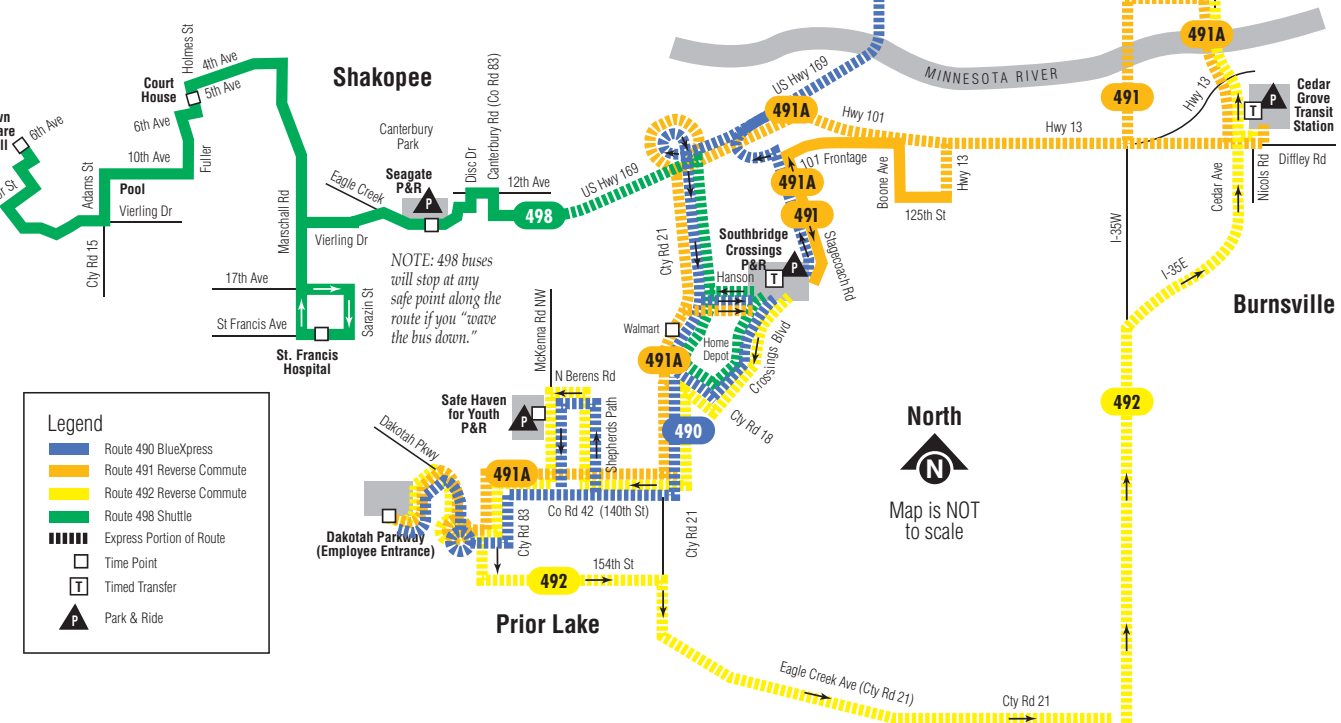 Holmes St
4th Ave
5th Ave
Court
House
6th Ave
6th Ave
10th Ave
Adams St
Fuller
Pool
Vierling Dr
Cty Rd 15
Marschall Rd
Shakopee
Canterbury
Park
Seagate
P&R
P
Eagle Creek
Vierling Dr
Disc Dr
Canterbury Rd (Co Rd 83)
12th Ave
498
US Hwy 169
17th Ave
St Francis Ave
Sarazin St
St. Francis
Hospital
NOTE: 498 buses
will stop at any
safe point along the
route if you “wave
the bus down.”
US Hwy 169
MINNESOTA RIVER
491A
491A
491
Hwy 101
Hwy 13
Hwy 13
Cedar
Grove
Transit
Station
P
T
Diffley Rd
Nicols Rd
Cedar Ave
101 Frontage
491A
491
Boone Ave
Hwy 13
125th St
I-35W
I-35E
Burnsville
Cty Rd 21
Southbridge
Crossings
P&R
P
T
Hanson
Stagecoach Rd
Walmart
Home
Depot
Crossings Blvd
491A
Cty Rd 18
490
McKenna Rd NW
N Berens Rd
Safe Haven
for Youth
P&R
P
Shepherds Path
Dakotah Pkwy
491A
Co Rd 42 (140th St)
Cty Rd 83
Cty Rd 21
Dakotah Parkway
(Employee Entrance)
492
154th St
Prior Lake
Eagle Creek Ave (Cty Rd 21)
Cty Rd 21
492
North
N
Map is NOT
to scale
Legend
Route 490 BlueXpress
Route 491 Reverse Commute
Route 492 Reverse Commute
Route 498 Shuttle
Express Portion of Route
Time Point
T Timed Transfer
P Park & Ride